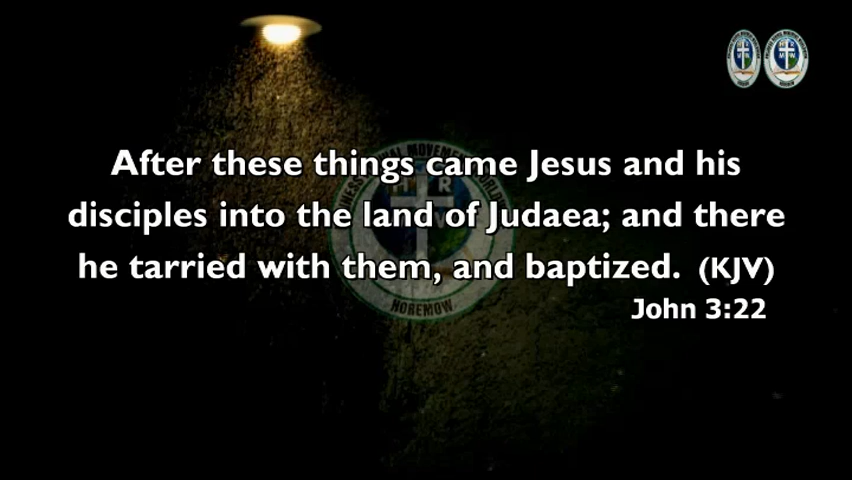 After these things came Jesus and his
disciples into the land of Judaea; and there
he tarried with them, and baptized. (KJV)
John 3:22
HOREMOW